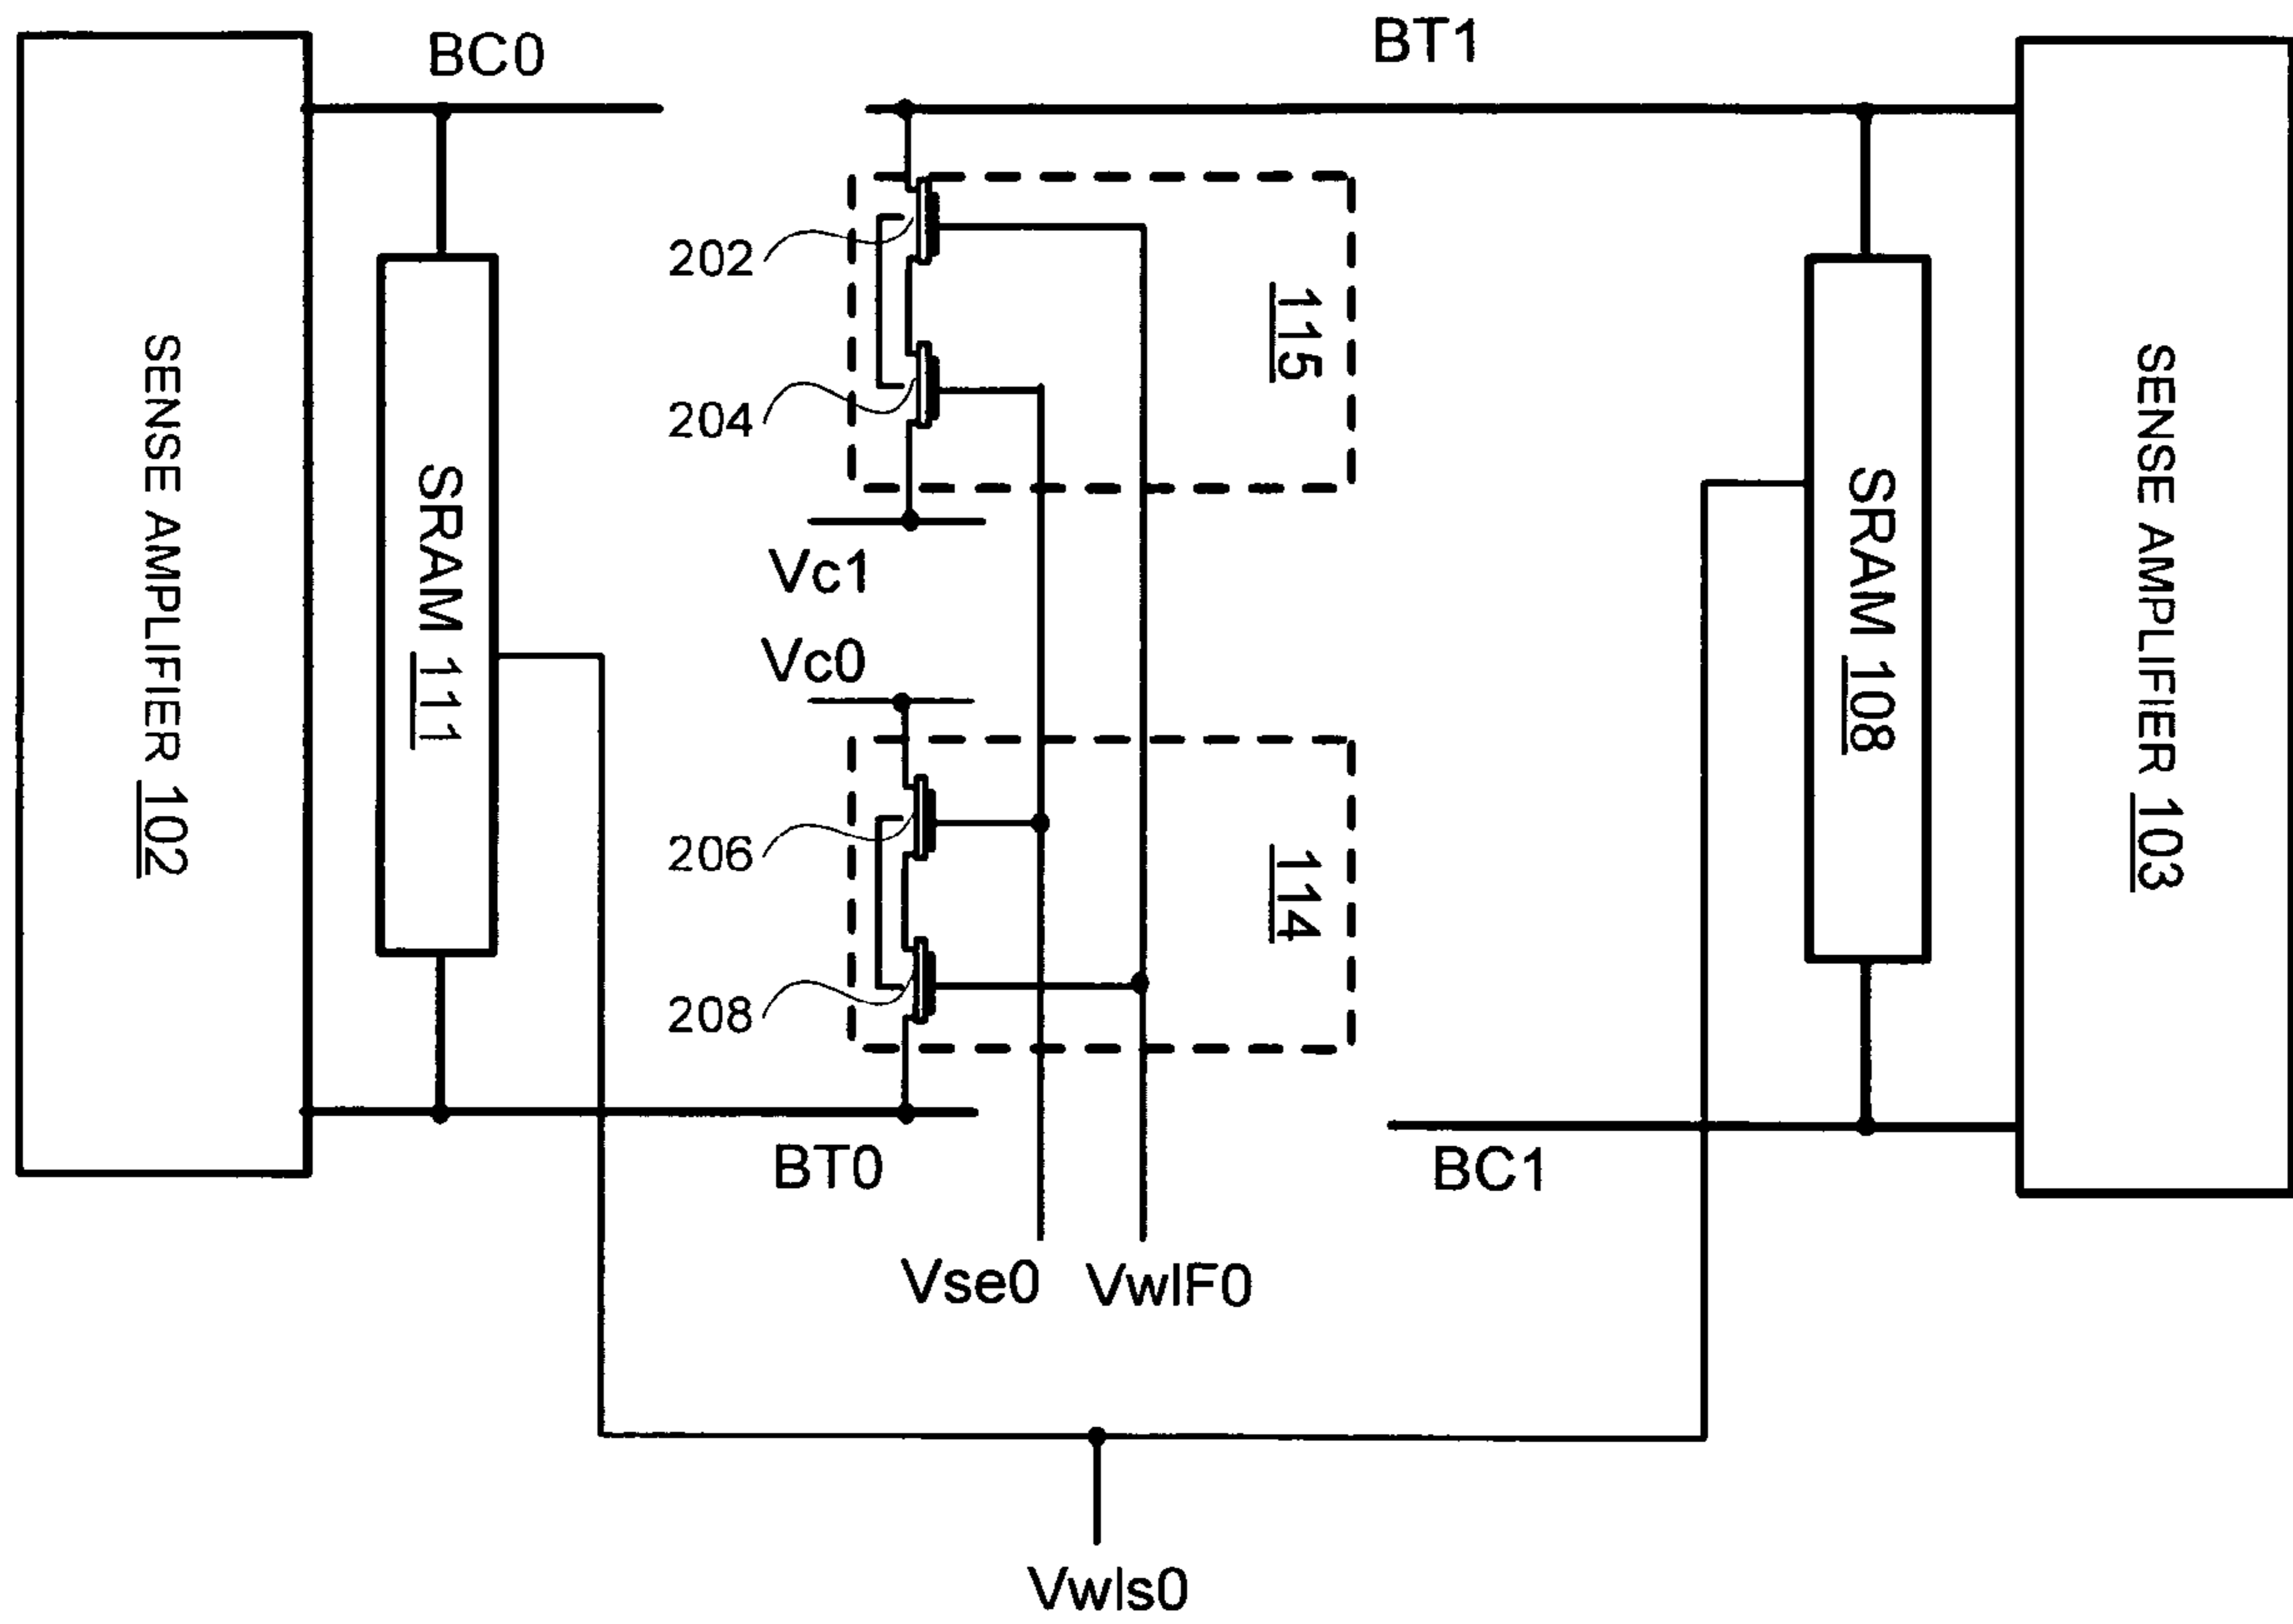 BC0
BT1
202
115
204
Vc1
Vc0
SENSE AMPLIFIER 102
SRAM 111
SRAM 108
SENSE AMPLIFIER 103
206
114
208
BT0
BC1
Vse0
VwlF0
Vwls0